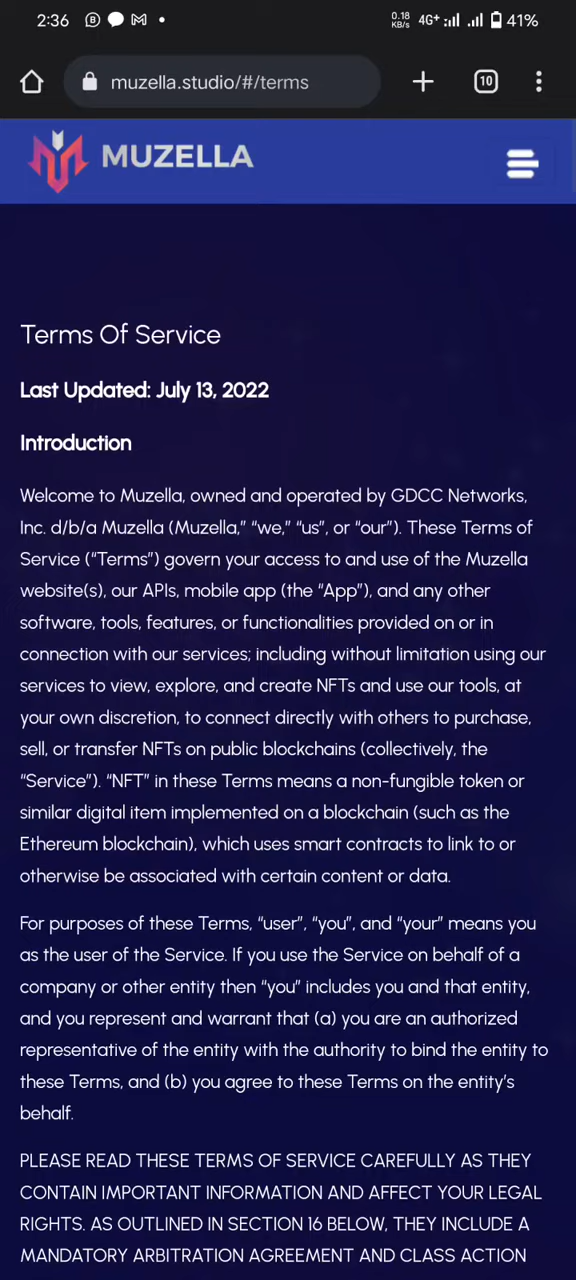 2:36
0.18 KB/s 4G+ 41%
muzella.studio/#/terms
10
MUZELLA
Terms Of Service
Last Updated: July 13, 2022
Introduction
Welcome to Muzella, owned and operated by GDCC Networks,
Inc. d/b/a Muzella (Muzella,” “we,” “us”, or “our”). These Terms of
Service (“Terms”) govern your access to and use of the Muzella
website(s), our APIs, mobile app (the “App”), and any other
software, tools, features, or functionalities provided on or in
connection with our services; including without limitation using our
services to view, explore, and create NFTs and use our tools, at
your own discretion, to connect directly with others to purchase,
sell, or transfer NFTs on public blockchains (collectively, the
“Service”). “NFT” in these Terms means a non-fungible token or
similar digital item implemented on a blockchain (such as the
Ethereum blockchain), which uses smart contracts to link to or
otherwise be associated with certain content or data.
For purposes of these Terms, “user”, “you”, and “your” means you
as the user of the Service. If you use the Service on behalf of a
company or other entity then “you” includes you and that entity,
and you represent and warrant that (a) you are an authorized
representative of the entity with the authority to bind the entity to
these Terms, and (b) you agree to these Terms on the entity’s
behalf.
PLEASE READ THESE TERMS OF SERVICE CAREFULLY AS THEY
CONTAIN IMPORTANT INFORMATION AND AFFECT YOUR LEGAL
RIGHTS. AS OUTLINED IN SECTION 16 BELOW, THEY INCLUDE A
MANDATORY ARBITRATION AGREEMENT AND CLASS ACTION